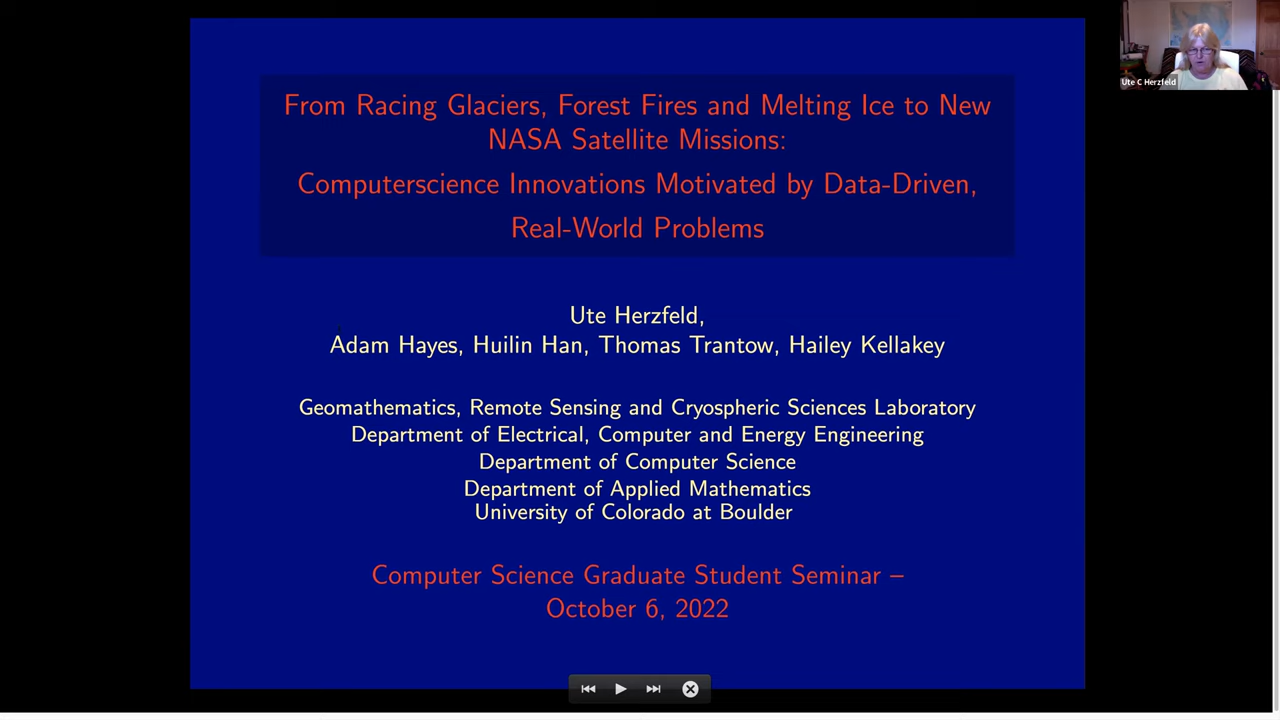 From Racing Glaciers, Forest Fires and Melting Ice to New
NASA Satellite Missions:
Computerscience Innovations Motivated by Data-Driven,
Real-World Problems
Ute Herzfeld,
Adam Hayes, Huilin Han, Thomas Trantow, Hailey Kellakey
Geomathematics, Remote Sensing and Cryospheric Sciences Laboratory
Department of Electrical, Computer and Energy Engineering
Department of Computer Science
Department of Applied Mathematics
University of Colorado at Boulder
Computer Science Graduate Student Seminar –
October 6, 2022
Ute C Herzfeld